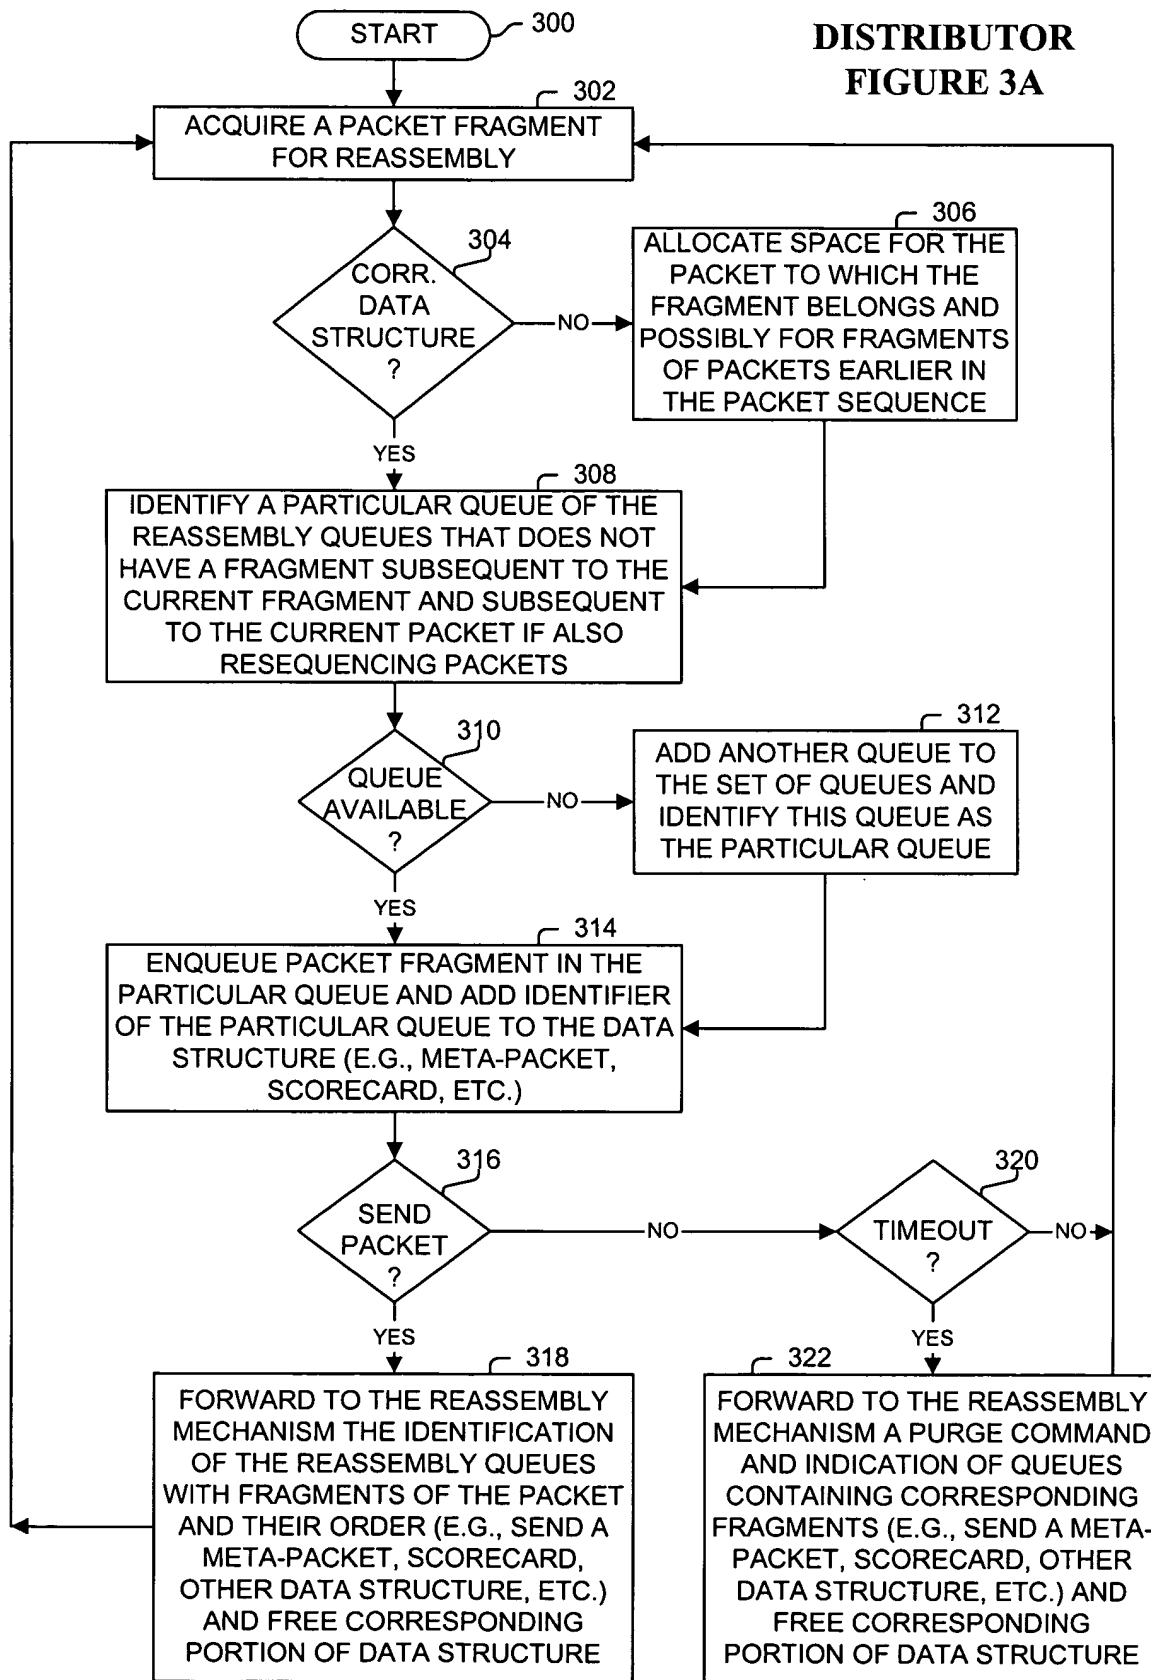 START
300
DISTRIBUTOR
FIGURE 3A
302
ACQUIRE A PACKET FRAGMENT
FOR REASSEMBLY
304
CORR.
DATA
STRUCTURE
?
NO
306
ALLOCATE SPACE FOR THE
PACKET TO WHICH THE
FRAGMENT BELONGS AND
POSSIBLY FOR FRAGMENTS
OF PACKETS EARLIER IN
THE PACKET SEQUENCE
YES
308
IDENTIFY A PARTICULAR QUEUE OF THE
REASSEMBLY QUEUES THAT DOES NOT
HAVE A FRAGMENT SUBSEQUENT TO THE
CURRENT FRAGMENT AND SUBSEQUENT
TO THE CURRENT PACKET IF ALSO
RESEQUENCING PACKETS
310
QUEUE
AVAILABLE
?
NO
312
ADD ANOTHER QUEUE TO
THE SET OF QUEUES AND
IDENTIFY THIS QUEUE AS
THE PARTICULAR QUEUE
YES
314
ENQUEUE PACKET FRAGMENT IN THE
PARTICULAR QUEUE AND ADD IDENTIFIER
OF THE PARTICULAR QUEUE TO THE DATA
STRUCTURE (E.G., META-PACKET,
SCORECARD, ETC.)
316
SEND
PACKET
?
NO
320
TIMEOUT
?
NO
YES
318
FORWARD TO THE REASSEMBLY
MECHANISM THE IDENTIFICATION
OF THE REASSEMBLY QUEUES
WITH FRAGMENTS OF THE PACKET
AND THEIR ORDER (E.G., SEND A
META-PACKET, SCORECARD,
OTHER DATA STRUCTURE, ETC.)
AND FREE CORRESPONDING
PORTION OF DATA STRUCTURE
YES
322
FORWARD TO THE REASSEMBLY
MECHANISM A PURGE COMMAND
AND INDICATION OF QUEUES
CONTAINING CORRESPONDING
FRAGMENTS (E.G., SEND A META-
PACKET, SCORECARD, OTHER
DATA STRUCTURE, ETC.) AND
FREE CORRESPONDING
PORTION OF DATA STRUCTURE